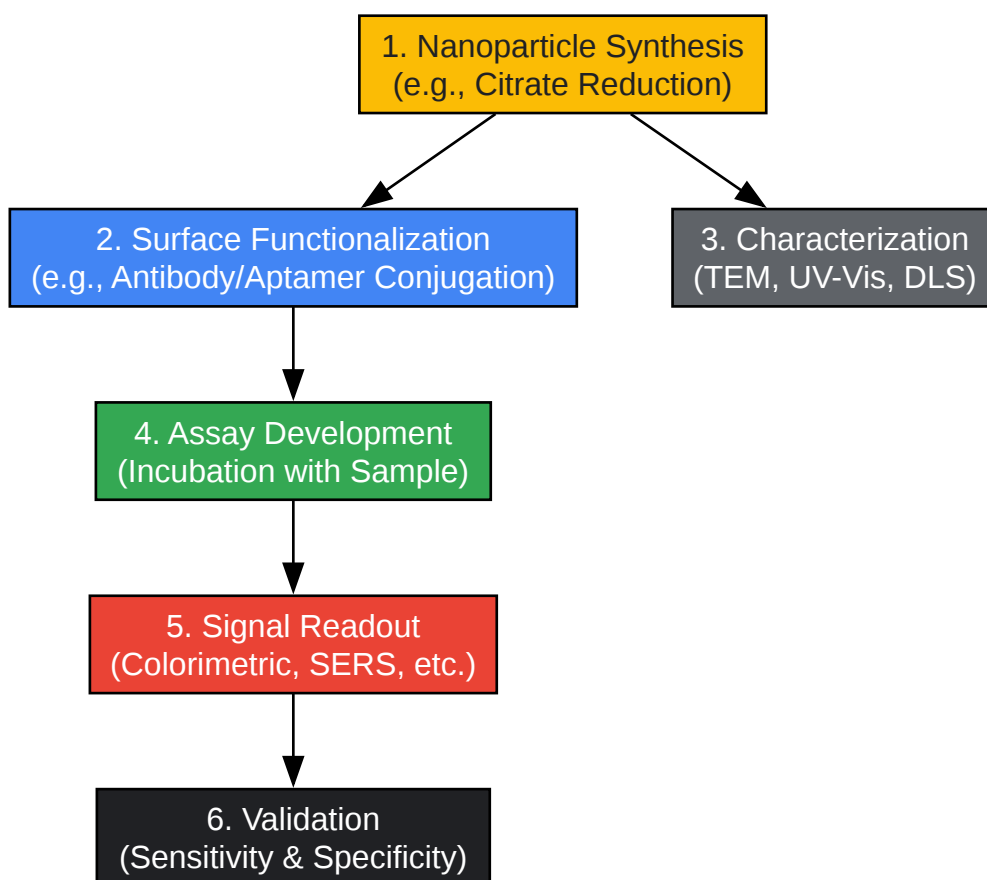 1. Nanoparticle Synthesis
(e.g., Citrate Reduction)
2. Surface Functionalization
(e.g., Antibody/Aptamer Conjugation)
3. Characterization
(TEM, UV-Vis, DLS)
4. Assay Development
(Incubation with Sample)
5. Signal Readout
(Colorimetric, SERS, etc.)
6. Validation
(Sensitivity & Specificity)